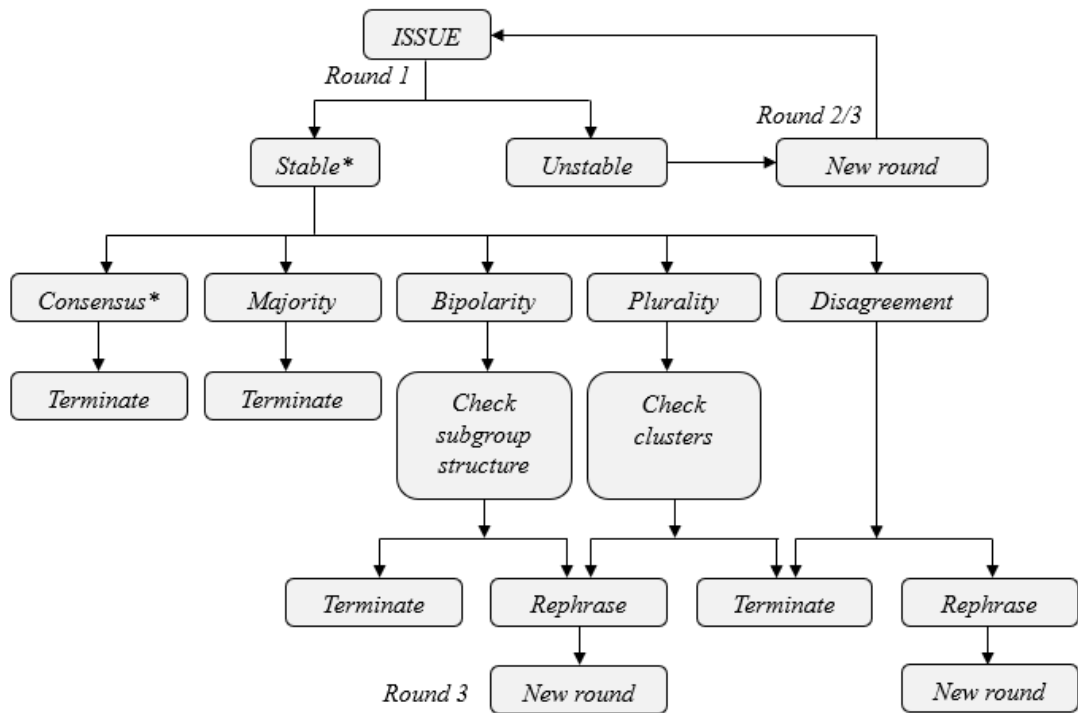 ISSUE
Round 1
Round 2/3
Stable*
Unstable
New round
Consensus*
Majority
Bipolarity
Plurality
Disagreement
Terminate
Terminate
Check
subgroup
structure
Check
clusters
Terminate
Rephrase
Terminate
Rephrase
Round 3
New round
New round